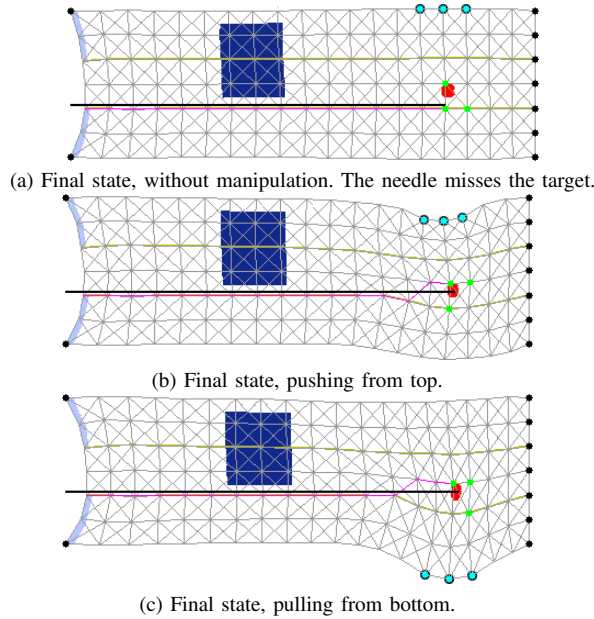 (a) Final state, without manipulation. The needle misses the target.
(b) Final state, pushing from top.
(c) Final state, pulling from bottom.